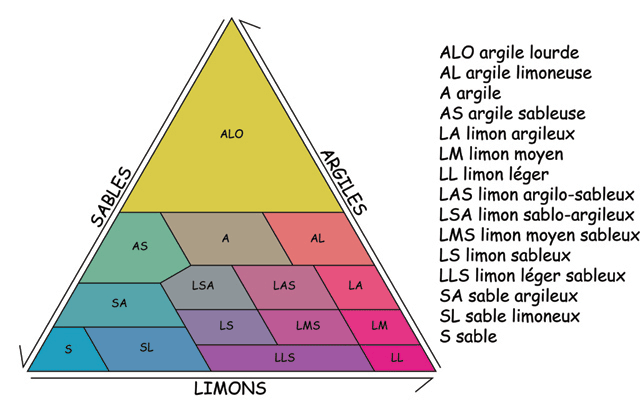 ALO
SABLES
ARGILES
AS
A
AL
LSA
LAS
LA
SA
LS
LMS
LM
S
SL
LLS
LL
LIMONS
ALO argile lourde
AL argile limoneuse
A argile
AS argile sableuse
LA limon argileux
LM limon moyen
LL limon léger
LAS limon argilo-sableux
LSA limon sablo-argileux
LMS limon moyen sableux
LS limon sableux
LLS limon léger sableux
SA sable argileux
SL sable limoneux
S sable